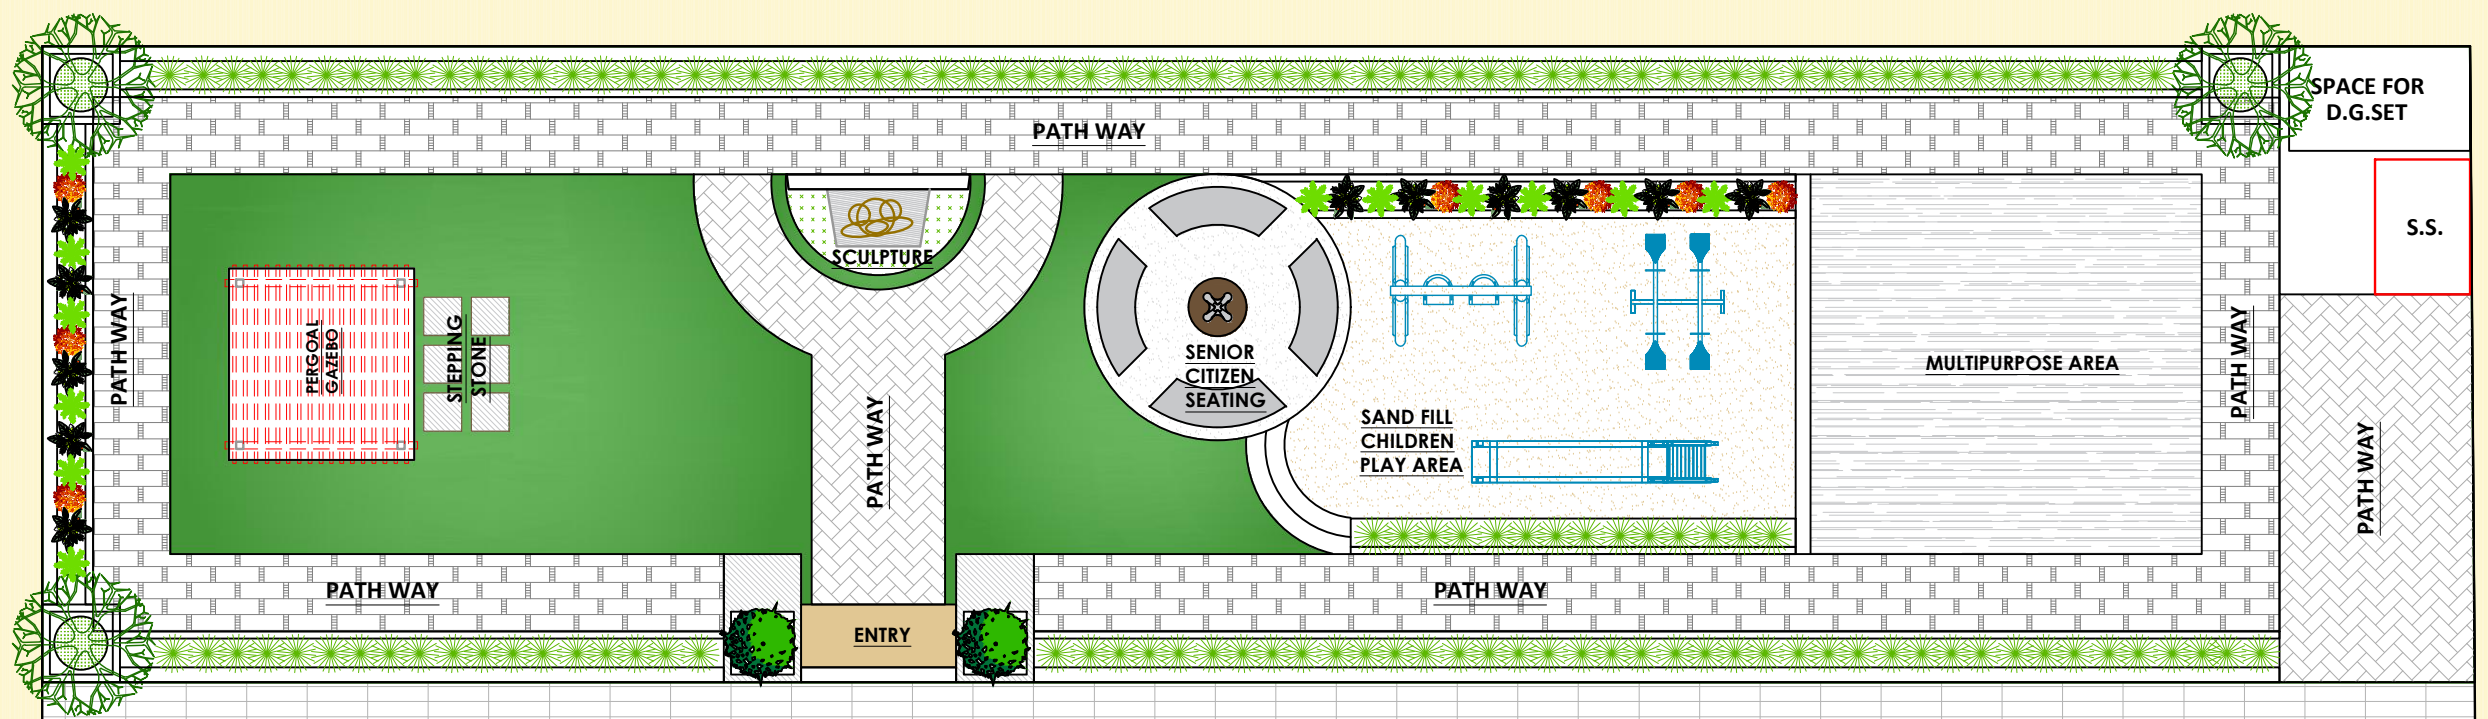 SPACE FOR
D.G.SET
PATH WAY
S.S.
SCULPTURE
PATH WAY
PERGOAL
GAZEBO
STEPPING
STONE
PATH WAY
SENIOR
CITIZEN
SEATING
SAND FILL
CHILDREN
PLAY AREA
MULTIPURPOSE AREA
PATH WAY
PATH WAY
PATH WAY
ENTRY
PATH WAY